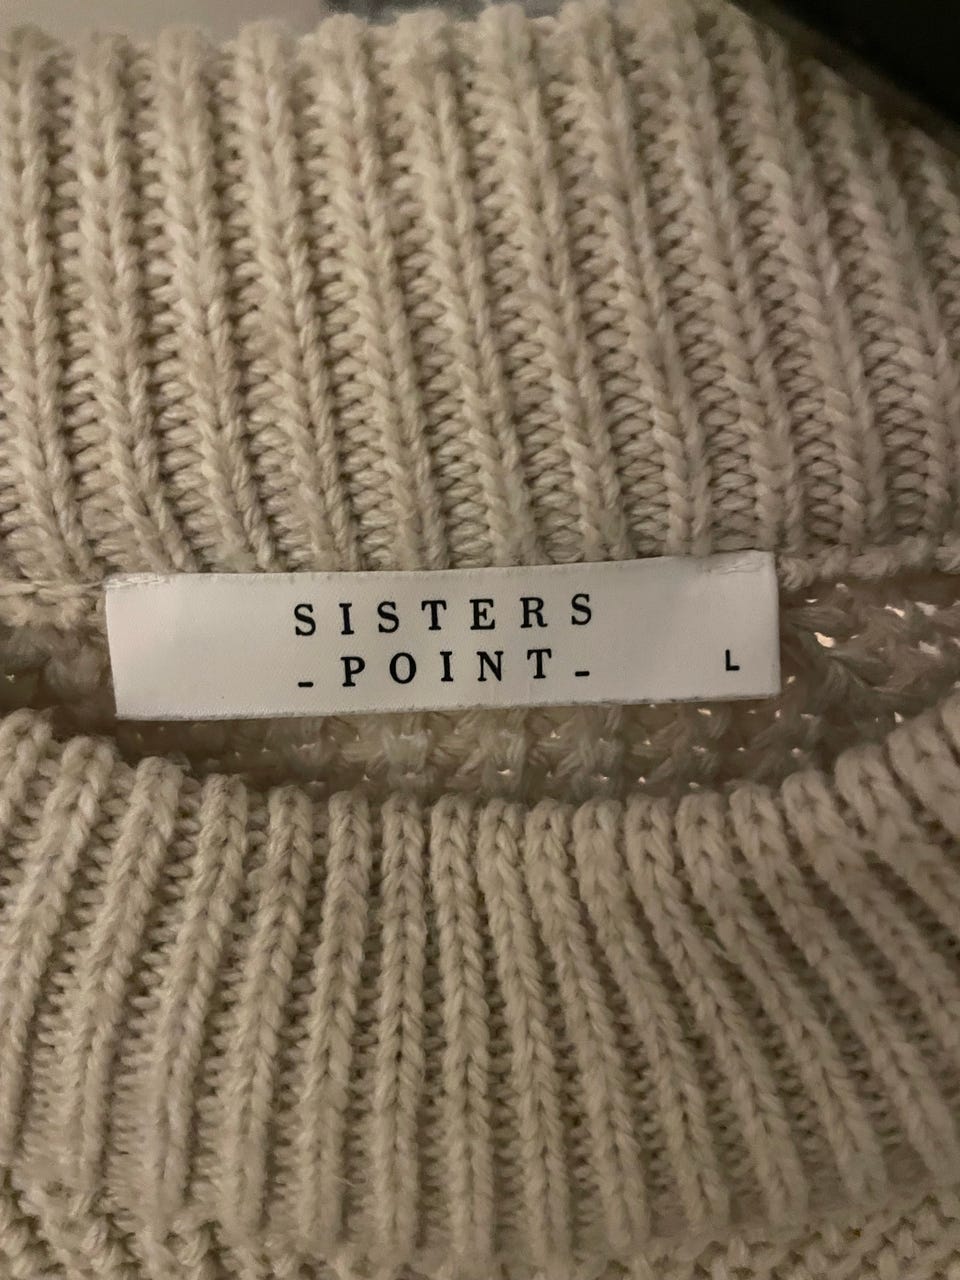 SISTERS
- POINT -
L